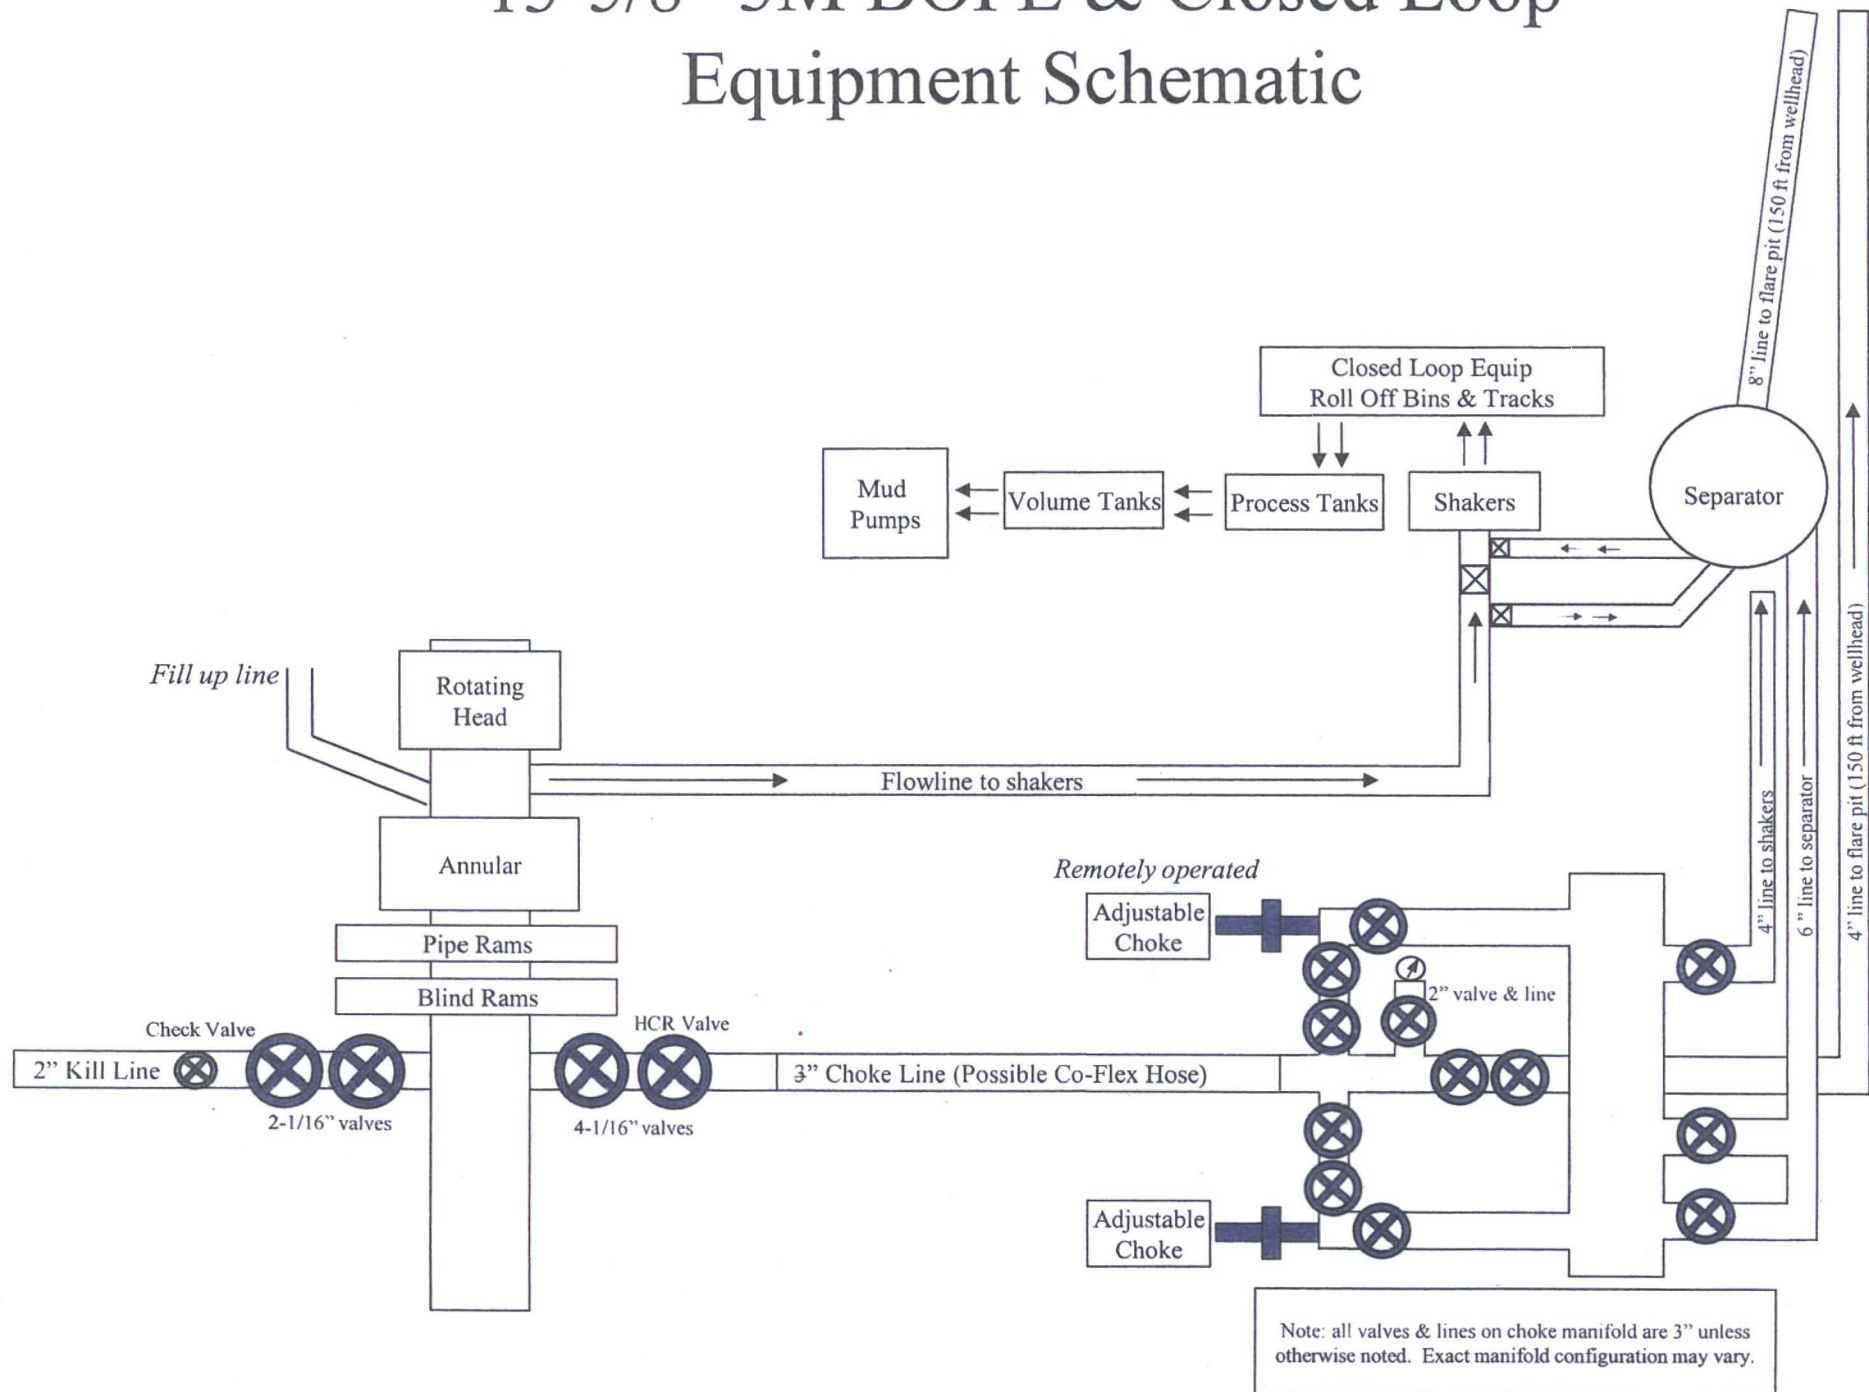 Equipment Schematic
8” line to flare pit (150 ft from wellhead)
Closed Loop Equip
Roll Off Bins & Tracks
Mud
Pumps
Volume Tanks
Process Tanks
Shakers
Separator
Fill up line
Rotating
Head
Flowline to shakers
Annular
Pipe Rams
Blind Rams
Check Valve
HCR Valve
2” Kill Line
2-1/16” valves
4-1/16” valves
3” Choke Line (Possible Co-Flex Hose)
Remotely operated
Adjustable
Choke
2” valve & line
Adjustable
Choke
4” line to shakers
6” line to separator
4” line to flare pit (150 ft from wellhead)
Note: all valves & lines on choke manifold are 3” unless
otherwise noted. Exact manifold configuration may vary.